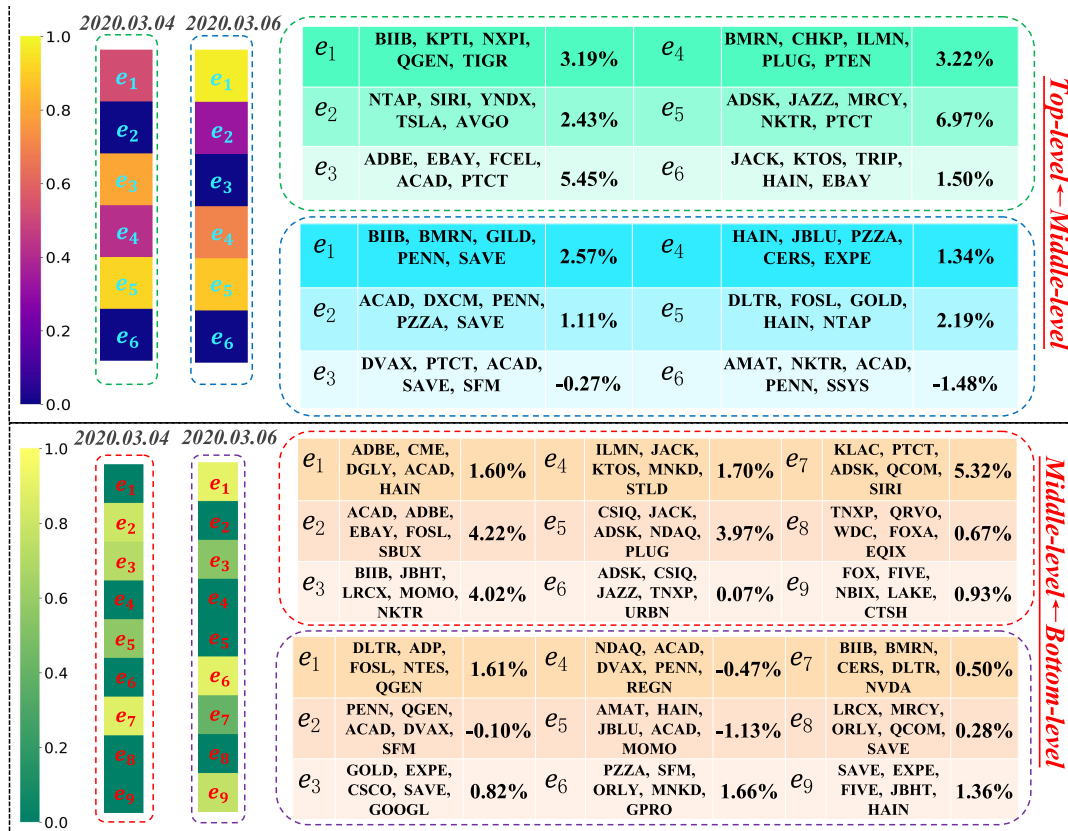 2020.03.04
2020.03.06
1.0
0.8
0.6
0.4
0.2
0.0
e1
e2
e3
e4
e5
e6
e1
e2
e3
e4
e5
e6
e1
BIIB, KPTI, NXPI,
QGEN, TIGR
3.19%
e4
BMRN, CHKP, ILMN,
PLUG, PTEN
3.22%
e2
NTAP, SIRI, YNDX,
TSLA, AVGO
2.43%
e5
ADSK, JAZZ, MRCY,
NKTR, PTCT
6.97%
e3
ADBE, EBAY, FCEL,
ACAD, PTCT
5.45%
e6
JACK, KTOS, TRIP,
HAIN, EBAY
1.50%
e1
BIIB, BMRN, GILD,
PENN, SAVE
2.57%
e4
HAIN, JBLU, PZZA,
CERS, EXPE
1.34%
e2
ACAD, DXCM, PENN,
PZZA, SAVE
1.11%
e5
DLTR, FOSL, GOLD,
HAIN, NTAP
2.19%
e3
DVAX, PTCT, ACAD,
SAVE, SFM
-0.27%
e6
AMAT, NKTR, ACAD,
PENN, SSYS
-1.48%
Top-level←Middle-level
2020.03.04
2020.03.06
1.0
0.8
0.6
0.4
0.2
0.0
e1
e2
e3
e4
e5
e6
e7
e8
e9
e1
e2
e3
e4
e5
e6
e7
e8
e9
e1
ADBE, CME,
DGLY, ACAD,
HAIN
1.60%
e4
ILMN, JACK,
KTOS, MNKD,
STLD
1.70%
e7
KLAC, PTCT,
ADSK, QCOM,
SIRI
5.32%
e2
ACAD, ADBE,
EBAY, FOSL,
SBUX
4.22%
e5
CSIQ, JACK,
ADSK, NDAQ,
PLUG
3.97%
e8
TNXP, QRVO,
WDC, FOXA,
EQIX
0.67%
e3
BIIB, JBHT,
LRCX, MOMO,
NKTR
4.02%
e6
ADSK, CSIQ,
JAZZ, TNXP,
URBN
0.07%
e9
FOX, FIVE,
NBIX, LAKE,
CTSH
0.93%
e1
DLTR, ADP,
FOSL, NTES,
QGEN
1.61%
e4
NDAQ, ACAD,
DVAX, PENN,
REGN
-0.47%
e7
BIIB, BMRN,
CERS, DLTR,
NVDA
0.50%
e2
PENN, QGEN,
ACAD, DVAX,
SFM
-0.10%
e5
AMAT, HAIN,
JBLU, ACAD,
MOMO
-1.13%
e8
LRCX, MRCY,
ORLY, QCOM,
SAVE
0.28%
e3
GOLD, EXPE,
CSCO, SAVE,
GOOGL
0.82%
e6
PZZA, SFM,
ORLY, MNKD,
GPRO
1.66%
e9
SAVE, EXPE,
FIVE, JBHT,
HAIN
1.36%
Middle-level←Bottom-level